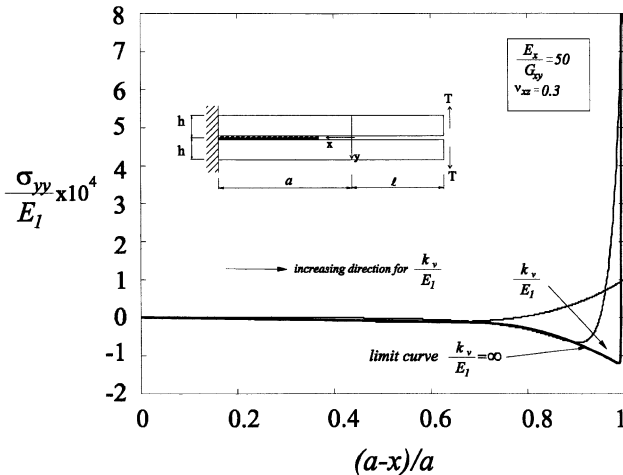 8
7
6
5
4
3
2
1
0
-1
-2
σyy/E1 x10^4
Ex/Gxy =50
νxz=0.3
h
h
T
x
y
T
a
ℓ
increasing direction for kv/E1
kv/E1
limit curve kv/E1=∞
0 0.2 0.4 0.6 0.8 1
(a-x)/a